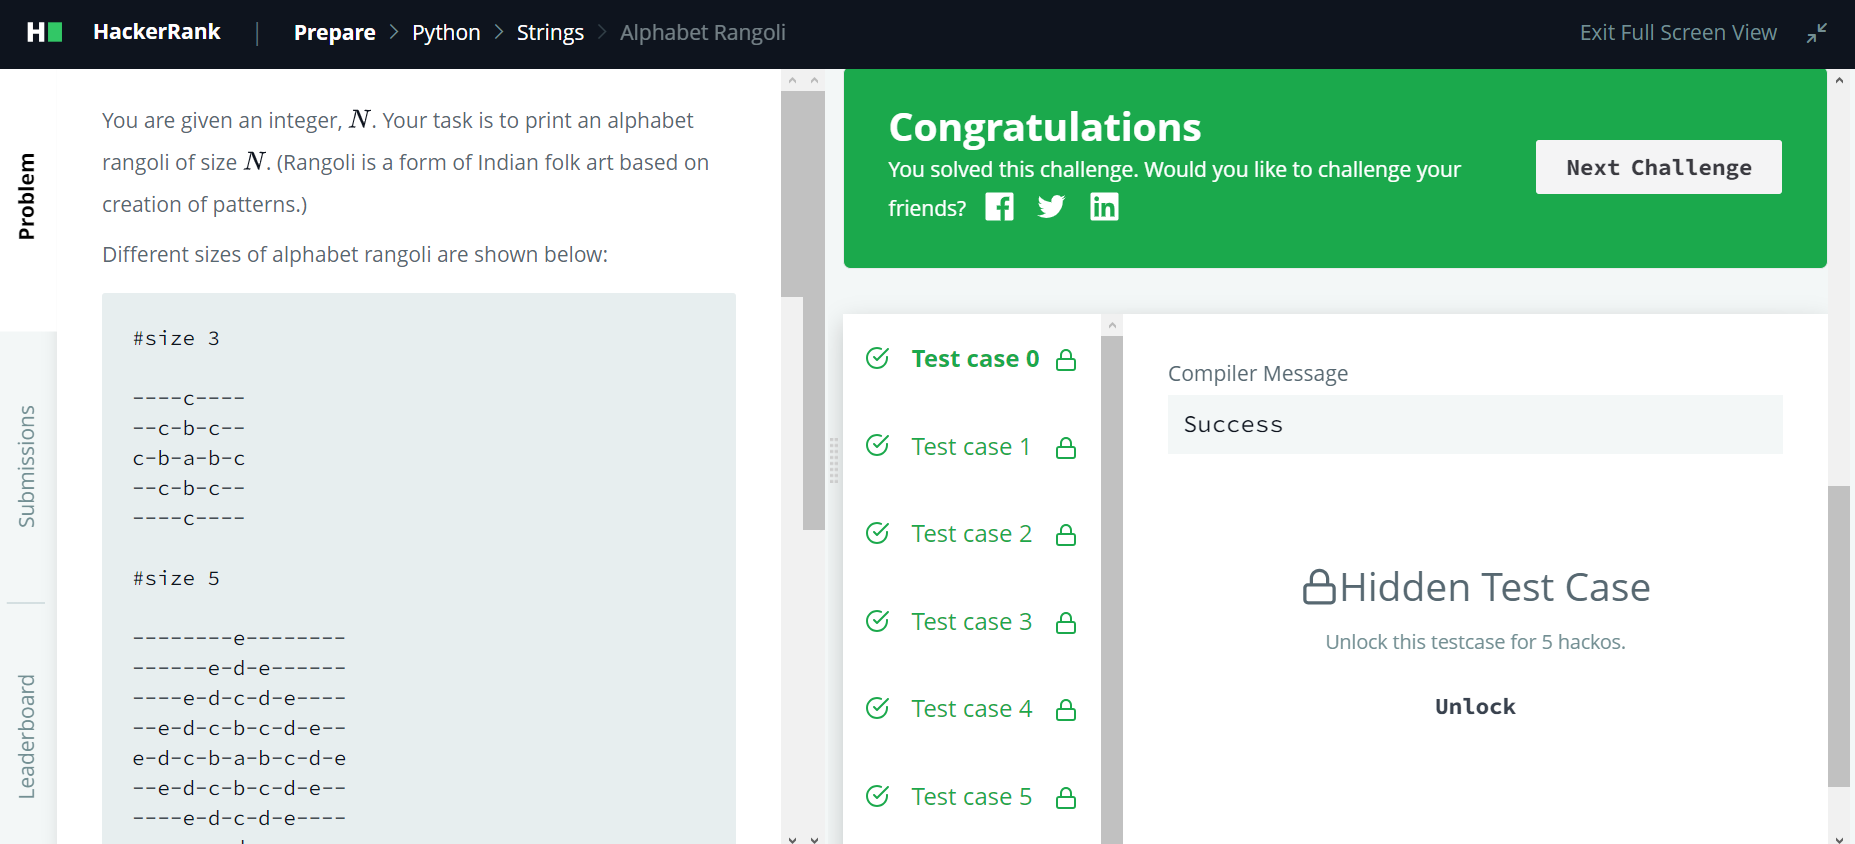 H HackerRank | Prepare > Python > Strings > Alphabet Rangoli Exit Full Screen View
Problem
Submissions
Leaderboard
You are given an integer, N. Your task is to print an alphabet
rangoli of size N. (Rangoli is a form of Indian folk art based on
creation of patterns.)
Different sizes of alphabet rangoli are shown below:
#size 3
----c----
--c-b-c--
c-b-a-b-c
--c-b-c--
----c----
#size 5
--------e--------
------e-d-e------
----e-d-c-d-e----
--e-d-c-b-c-d-e--
e-d-c-b-a-b-c-d-e
--e-d-c-b-c-d-e--
----e-d-c-d-e----
Congratulations
You solved this challenge. Would you like to challenge your
friends?
Next Challenge
Test case 0
Test case 1
Test case 2
Test case 3
Test case 4
Test case 5
Compiler Message
Success
Hidden Test Case
Unlock this testcase for 5 hackos.
Unlock